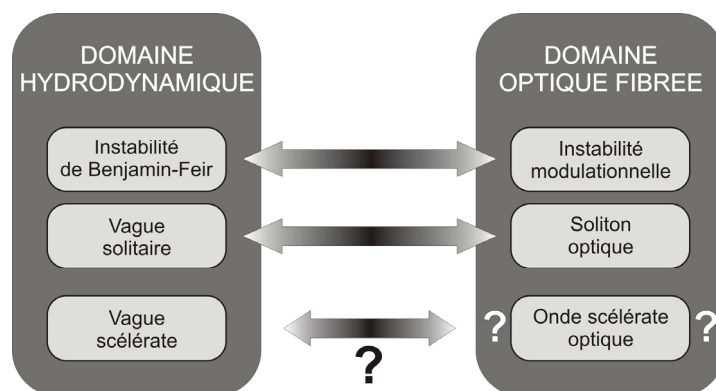 DOMAINE
HYDRODYNAMIQUE
DOMAINE
OPTIQUE FIBREE
Instabilité
de Benjamin-Feir
Instabilité
modulationnelle
Vague
solitaire
Soliton
optique
Vague
scélérate
?
? Onde scélérate
optique ?